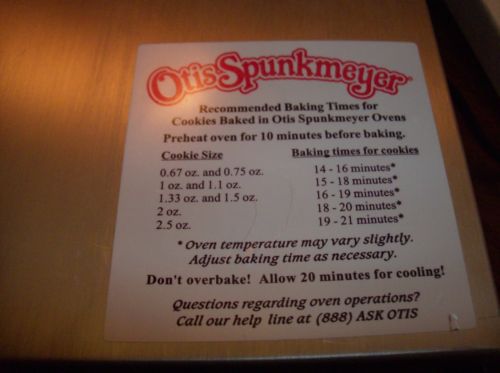 Otis Spunkmeyer
Recommended Baking Times for
Cookies Baked in Otis Spunkmeyer Ovens
Preheat oven for 10 minutes before baking.
Cookie Size Baking times for cookies
0.67 oz. and 0.75 oz. 14 - 16 minutes*
1 oz. and 1.1 oz. 15 - 18 minutes*
1.33 oz. and 1.5 oz. 16 - 19 minutes*
2 oz. 18 - 20 minutes*
2.5 oz. 19 - 21 minutes*
*Oven temperature may vary slightly.
Adjust baking time as necessary.
Don't overbake! Allow 20 minutes for cooling!
Questions regarding oven operations?
Call our help line at (888) ASK OTIS